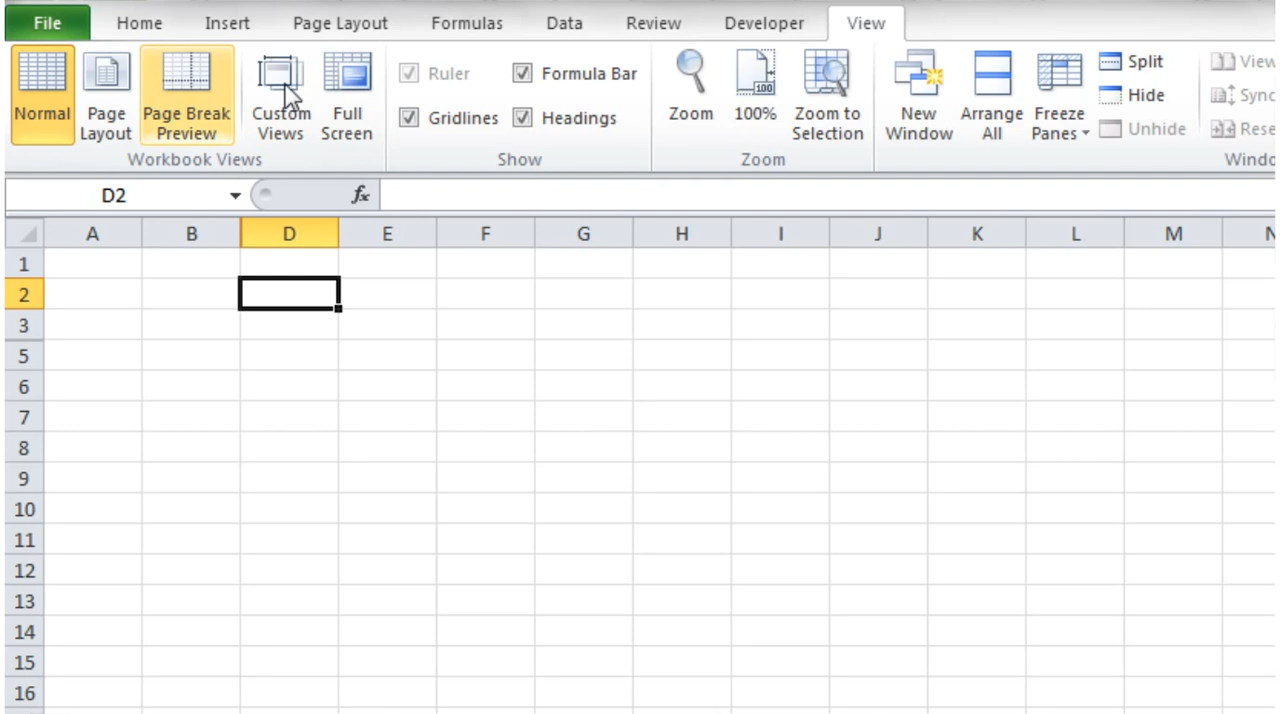 File Home Insert Page Layout Formulas Data Review Developer View
Normal Page Layout Page Break Preview Custom Views Full Screen
Workbook Views
Ruler Formula Bar
Gridlines Headings
Show
Zoom 100% Zoom to Selection
Zoom
New Window Arrange All Freeze Panes
Split
Hide
Unhide
View
Sync
Rese
Windo
D2 fx
A B D E F G H I J K L M N
1
2
3
5
6
7
8
9
10
11
12
13
14
15
16